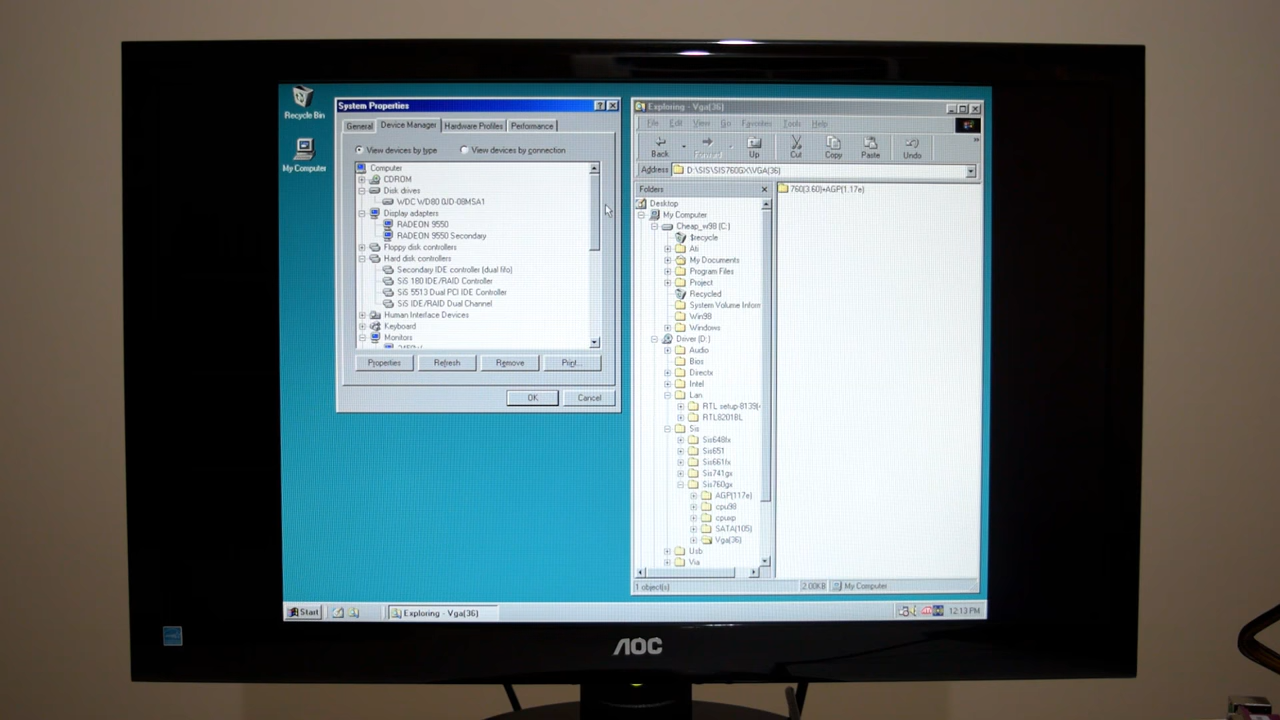 Recycle Bin
My Computer
System Properties
General
Device Manager
Hardware Profiles
Performance
View devices by type
View devices by connection
Computer
CDROM
Disk drives
Display adapters
RADEON 9550
RADEON 9550 Secondary
Floppy disk controllers
Hard disk controllers
Secondary IDE controller (dual fifo)
SiS 180 IDE/RAID Controller
SiS 5513 Dual PCI IDE Controller
SiS IDE/RAID Dual Channel
Human Interface Devices
Keyboard
Monitors
Properties
Refresh
Remove
Print...
OK
Cancel
Exploring - Vga(36)
File Edit View Go Favorites Tools Help
Back
Forward
Up
Cut
Copy
Paste
Undo
Address D:\SIS\SIS760GX\VGA(36)
Folders
Desktop
My Computer
Cheap_w98 (C:)
$recycle
Ati
My Documents
Program Files
Project
Recycled
System Volume Inform
Win98
Windows
Driver (D:)
Audio
Bios
Directx
Intel
Lan
RTL setup-8139(
RTL8201BL
Sis
Sis648fx
Sis651
Sis661fx
Sis741gx
Sis760gx
AGP(117e)
cpu98
cpuxp
SATA(105)
Vga(36)
Usb
Via
760(3.60)+AGP(1.17e)
1 object(s)
2.00KB
My Computer
Start
Exploring - Vga(36)
12:13 PM
AOC